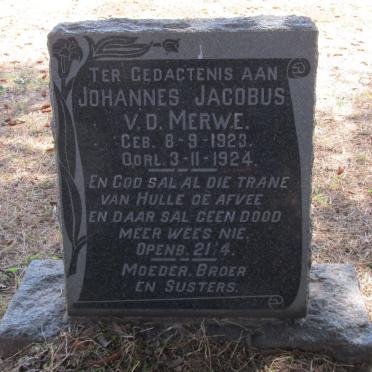 TER GEDACTENIS AAN
JOHANNES JACOBUS
V.D. MERWE.
GEB. 8-9-1923.
OORL. 3-11-1924.
EN GOD SAL AL DIE TRANE
VAN HULLE OË AFVEE
EN DAAR SAL GEEN DOOD
MEER WEES NIE.
OPENB. 21:4.
MOEDER, BROER
EN SUSTERS.